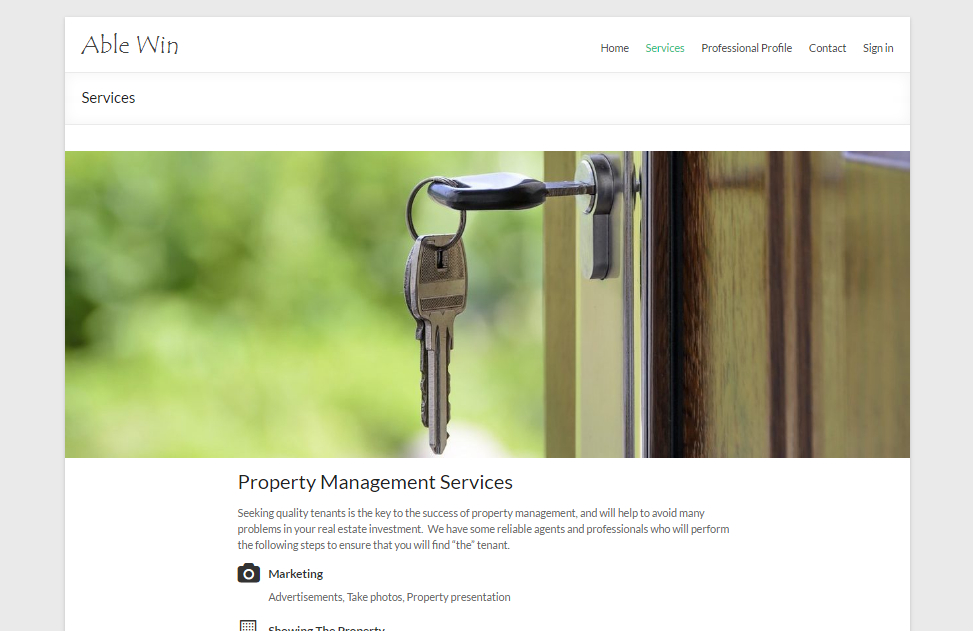 Able Win
Home Services Professional Profile Contact Sign in
Services
Property Management Services
Seeking quality tenants is the key to the success of property management, and will help to avoid many
problems in your real estate investment.  We have some reliable agents and professionals who will perform
the following steps to ensure that you will find “the” tenant.
Marketing
Advertisements, Take photos, Property presentation
Showing The Property